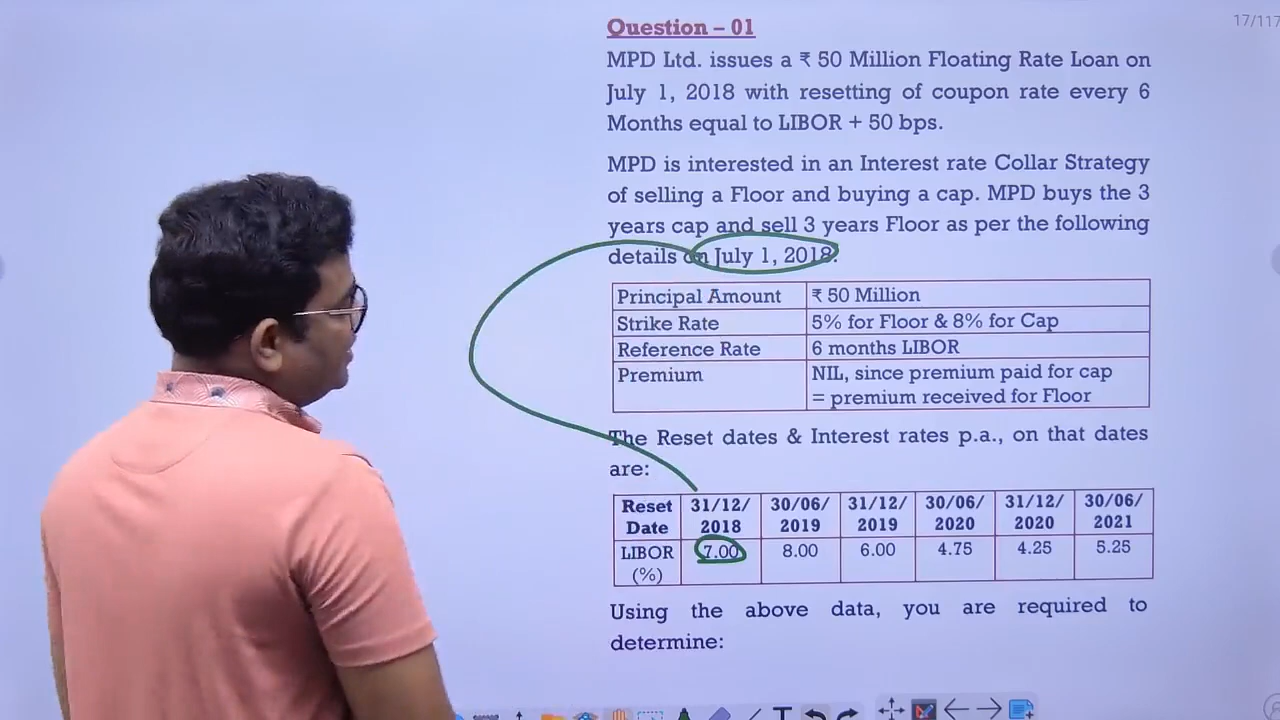 17/117
Question – 01
MPD Ltd. issues a ₹ 50 Million Floating Rate Loan on
July 1, 2018 with resetting of coupon rate every 6
Months equal to LIBOR + 50 bps.
MPD is interested in an Interest rate Collar Strategy
of selling a Floor and buying a cap. MPD buys the 3
years cap and sell 3 years Floor as per the following
details on July 1, 2018:
Principal Amount ₹ 50 Million
Strike Rate 5% for Floor & 8% for Cap
Reference Rate 6 months LIBOR
Premium NIL, since premium paid for cap
= premium received for Floor
The Reset dates & Interest rates p.a., on that dates
are:
Reset 31/12/ 30/06/ 31/12/ 30/06/ 31/12/ 30/06/
Date 2018 2019 2019 2020 2020 2021
LIBOR 7.00 8.00 6.00 4.75 4.25 5.25
(%)
Using the above data, you are required to
determine: